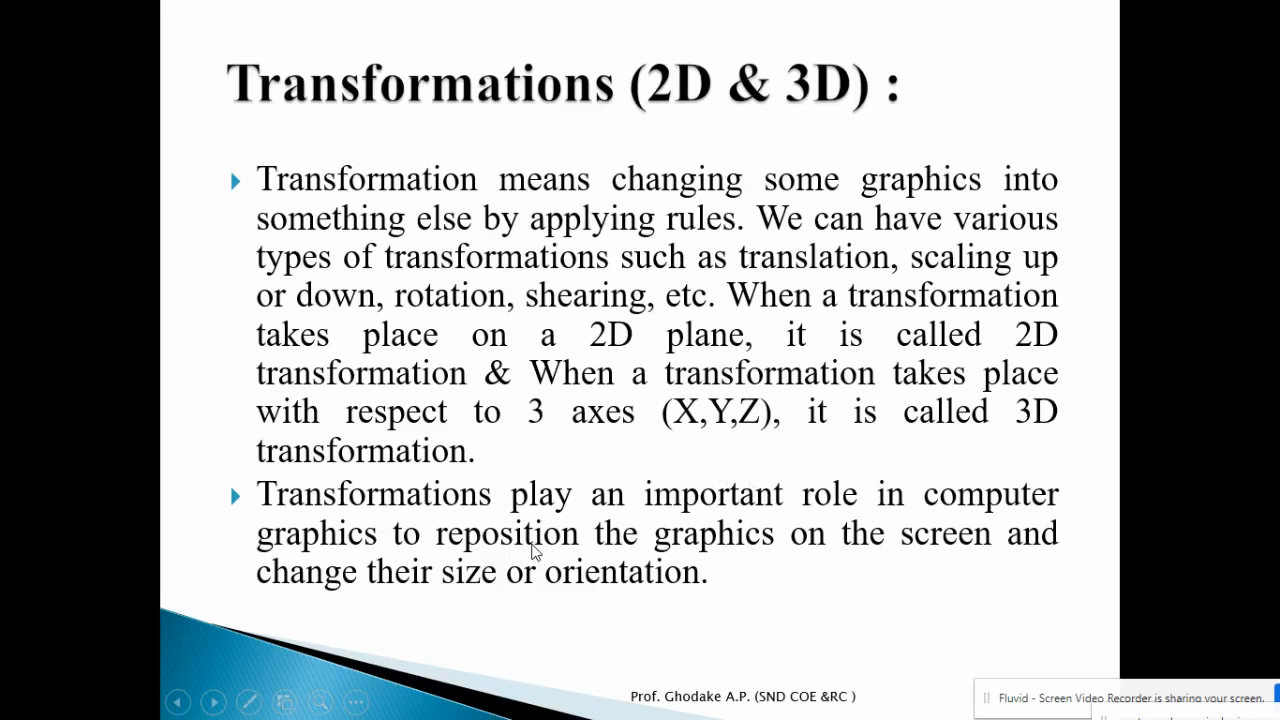 Transformations (2D & 3D) :
Transformation means changing some graphics into
something else by applying rules. We can have various
types of transformations such as translation, scaling up
or down, rotation, shearing, etc. When a transformation
takes place on a 2D plane, it is called 2D
transformation & When a transformation takes place
with respect to 3 axes (X,Y,Z), it is called 3D
transformation.
Transformations play an important role in computer
graphics to reposition the graphics on the screen and
change their size or orientation.
Prof. Ghodake A.P. (SND COE &RC )
Fluvid - Screen Video Recorder is sharing your screen.